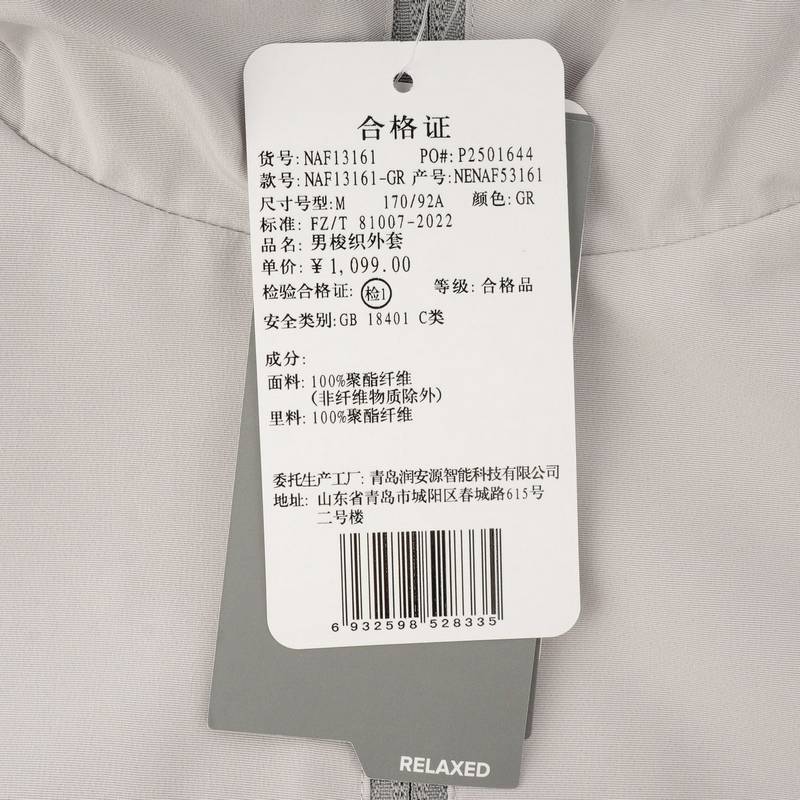 合格证
货号: NAF13161 PO#: P2501644
款号: NAF13161-GR 产号: NENAF53161
尺寸号型: M 170/92A 颜色: GR
标准: FZ/T 81007-2022
品名: 男梭织外套
单价: ¥1,099.00
检验合格证: 检1 等级: 合格品
安全类别: GB 18401 C类
成分:
面料: 100%聚酯纤维
(非纤维物质除外)
里料: 100%聚酯纤维
委托生产工厂: 青岛润安源智能科技有限公司
地址: 山东省青岛市城阳区春城路615号
二号楼
6 932598 528335
RELAXED